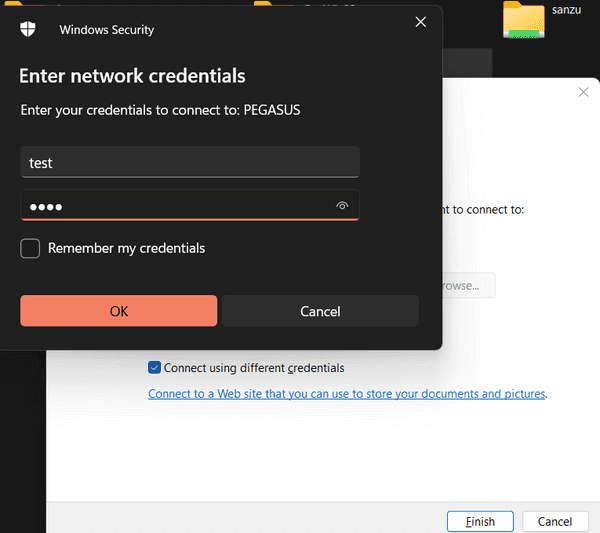 sanzu
Windows Security
Enter network credentials
Enter your credentials to connect to: PEGASUS
test
••••
Remember my credentials
OK
Cancel
to connect to:
Connect using different credentials
Connect to a Web site that you can use to store your documents and pictures.
Finish
Cancel